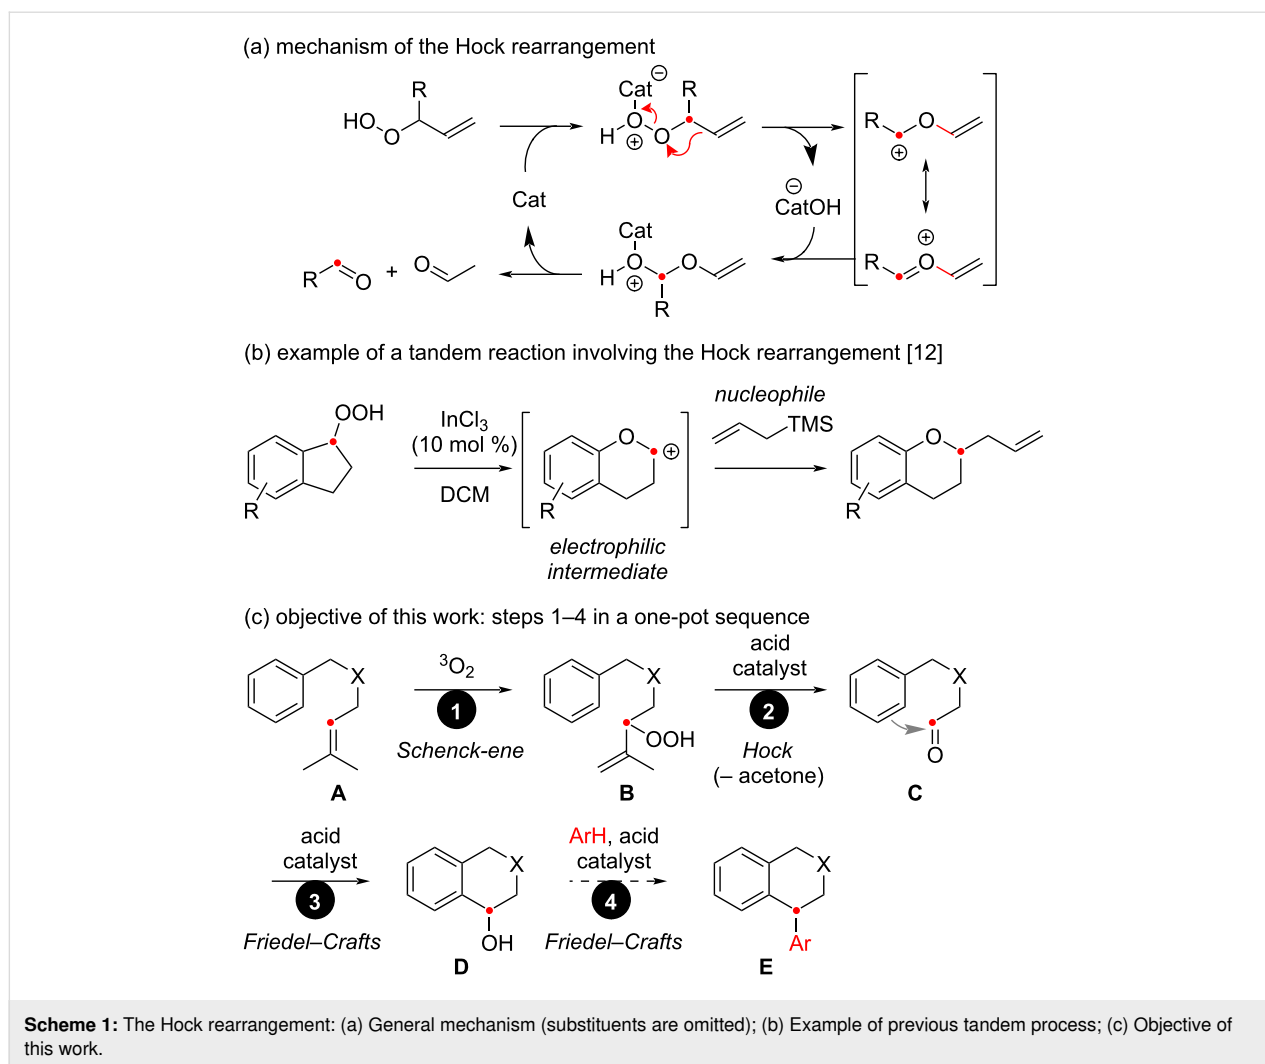 (a) mechanism of the Hock rearrangement
R
HO
O
Cat ⊖
R
H O ⊕ O
R O
⊕
Cat
⊖
CatOH
Cat
H O ⊕ O
R
⊕
R O
R O + O
(b) example of a tandem reaction involving the Hock rearrangement [12]
OOH
R
InCl3
(10 mol %)
DCM
O
⊕
R
electrophilic
intermediate
nucleophile
TMS
O
R
(c) objective of this work: steps 1–4 in a one-pot sequence
X
A
³O₂
1
Schenck-ene
X
OOH
B
acid
catalyst
2
Hock
(– acetone)
X
O
C
acid
catalyst
3
Friedel–Crafts
X
OH
D
ArH, acid
catalyst
4
Friedel–Crafts
X
Ar
E
Scheme 1: The Hock rearrangement: (a) General mechanism (substituents are omitted); (b) Example of previous tandem process; (c) Objective of
this work.